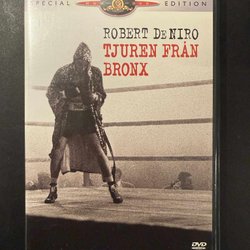 SPECIAL EDITION
ROBERT DE NIRO
TJUREN FRÅN
BRONX
DVD